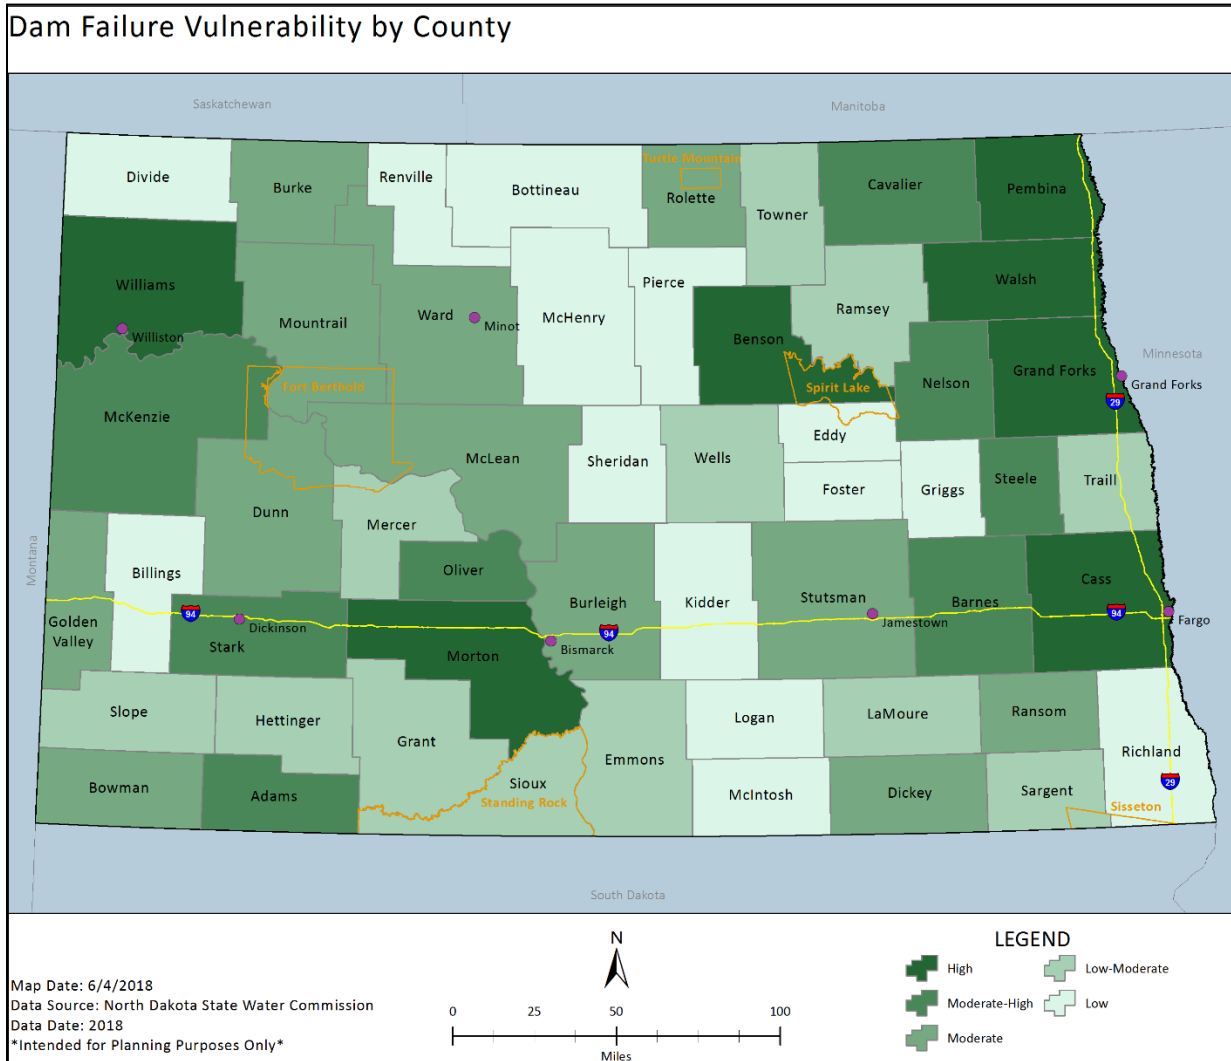 Dam Failure Vulnerability by County
Saskatchewan
Manitoba
Divide
Burke
Renville
Bottineau
Turtle Mountain
Rolette
Towner
Cavalier
Pembina
Williams
Williston
Mountrail
Ward
Minot
McHenry
Pierce
Benson
Ramsey
Walsh
Minnesota
McKenzie
Fort Berthold
Spirit Lake
Nelson
Grand Forks
Grand Forks
29
Dunn
McLean
Sheridan
Wells
Eddy
Foster
Griggs
Steele
Traill
Mercer
Montana
Billings
Oliver
Golden
Valley
94
Dickinson
Stark
Morton
Bismarck
Burleigh
94
Kidder
Stutsman
Jamestown
Barnes
Cass
94
Fargo
Slope
Hettinger
Grant
Sioux
Standing Rock
Emmons
Logan
LaMoure
Ransom
Richland
Bowman
Adams
McIntosh
Dickey
Sargent
29
Sisseton
South Dakota
Map Date: 6/4/2018
Data Source: North Dakota State Water Commission
Data Date: 2018
*Intended for Planning Purposes Only*
N
0 50 100
Miles
LEGEND
High
Low-Moderate
Moderate-High
Low
Moderate